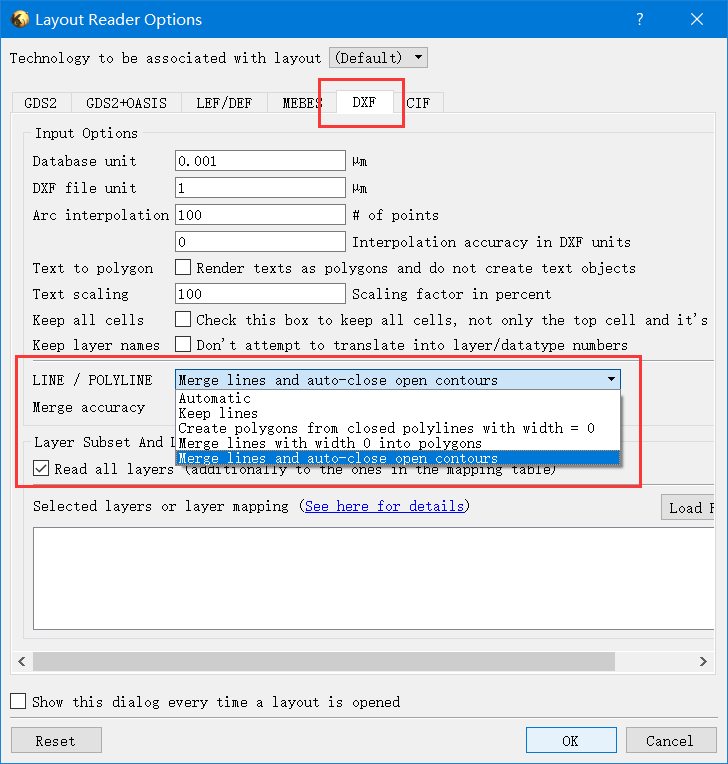 Layout Reader Options ?
Technology to be associated with layout (Default)
GDS2 GDS2+OASIS LEF/DEF MEBES DXF CIF
Input Options
Database unit 0.001 µm
DXF file unit 1 µm
Arc interpolation 100 # of points
0 Interpolation accuracy in DXF units
Text to polygon Render texts as polygons and do not create text objects
Text scaling 100 Scaling factor in percent
Keep all cells Check this box to keep all cells, not only the top cell and it's
Keep layer names Don't attempt to translate into layer/datatype numbers
LINE / POLYLINE Merge lines and auto-close open contours
Automatic
Merge accuracy Keep lines
Create polygons from closed polylines with width = 0
Layer Subset And Merge lines with width 0 into polygons
Merge lines and auto-close open contours
Read all layers (additionally to the ones in the mapping table)
Selected layers or layer mapping (See here for details) Load
Show this dialog every time a layout is opened
Reset OK Cancel